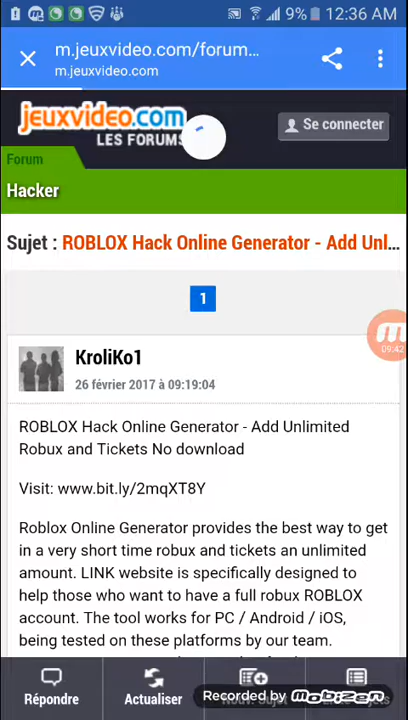 9% 12:36 AM
m.jeuxvideo.com/forum...
m.jeuxvideo.com
jeuxvideo.com
LES FORUMS
Se connecter
Forum
Hacker
Sujet : ROBLOX Hack Online Generator - Add Unl...
1
KroliKo1
26 février 2017 à 09:19:04
09:42
ROBLOX Hack Online Generator - Add Unlimited
Robux and Tickets No download
Visit: www.bit.ly/2mqXT8Y
Roblox Online Generator provides the best way to get
in a very short time robux and tickets an unlimited
amount. LINK website is specifically designed to
help those who want to have a full robux ROBLOX
account. The tool works for PC / Android / iOS,
being tested on these platforms by our team.
Répondre
Actualiser
Recorded by MOBIZEN